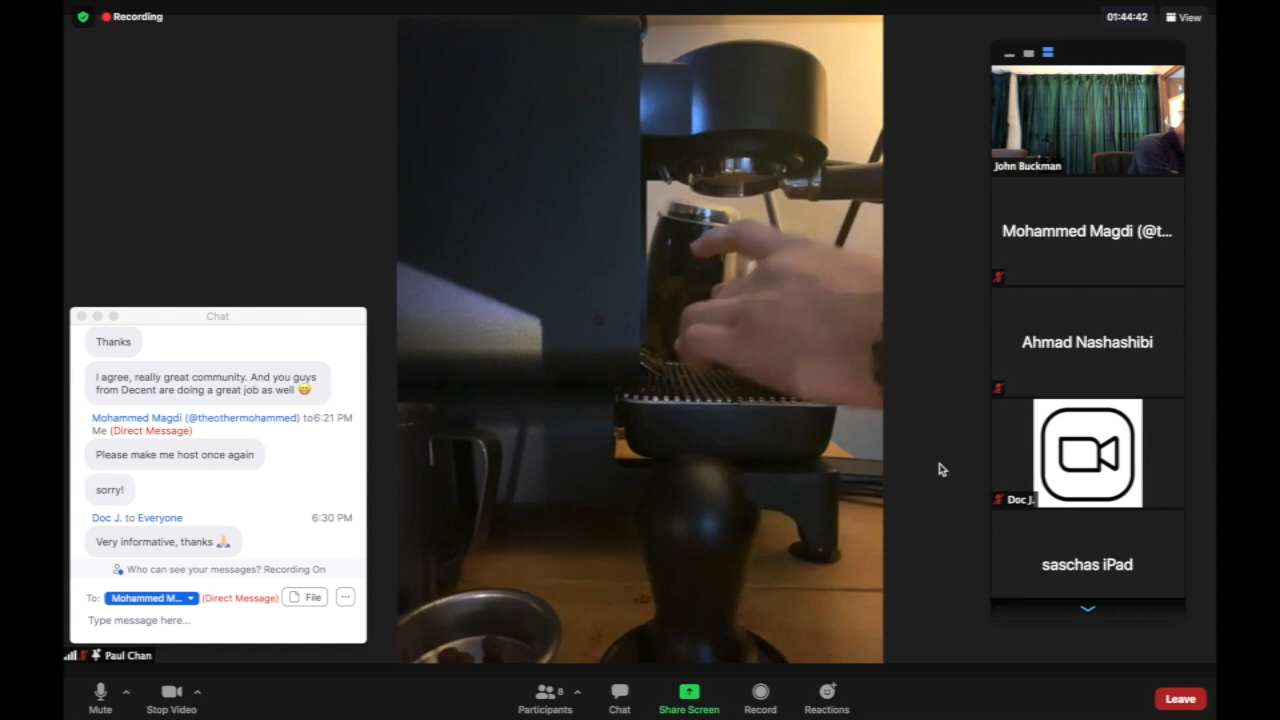 Recording
01:44:42
View
John Buckman
Mohammed Magdi (@t...
Ahmad Nashashibi
Doc J.
saschas iPad
Chat
Thanks
I agree, really great community. And you guys
from Decent are doing a great job as well 😄
Mohammed Magdi (@theothermohammed) to 6:21 PM
Me (Direct Message)
Please make me host once again
sorry!
Doc J. to Everyone 6:30 PM
Very informative, thanks 🙏🏻
Who can see your messages? Recording On
To: Mohammed M... (Direct Message) File ...
Type message here...
Paul Chan
Mute
Stop Video
Participants 8
Chat
Share Screen
Record
Reactions
Leave